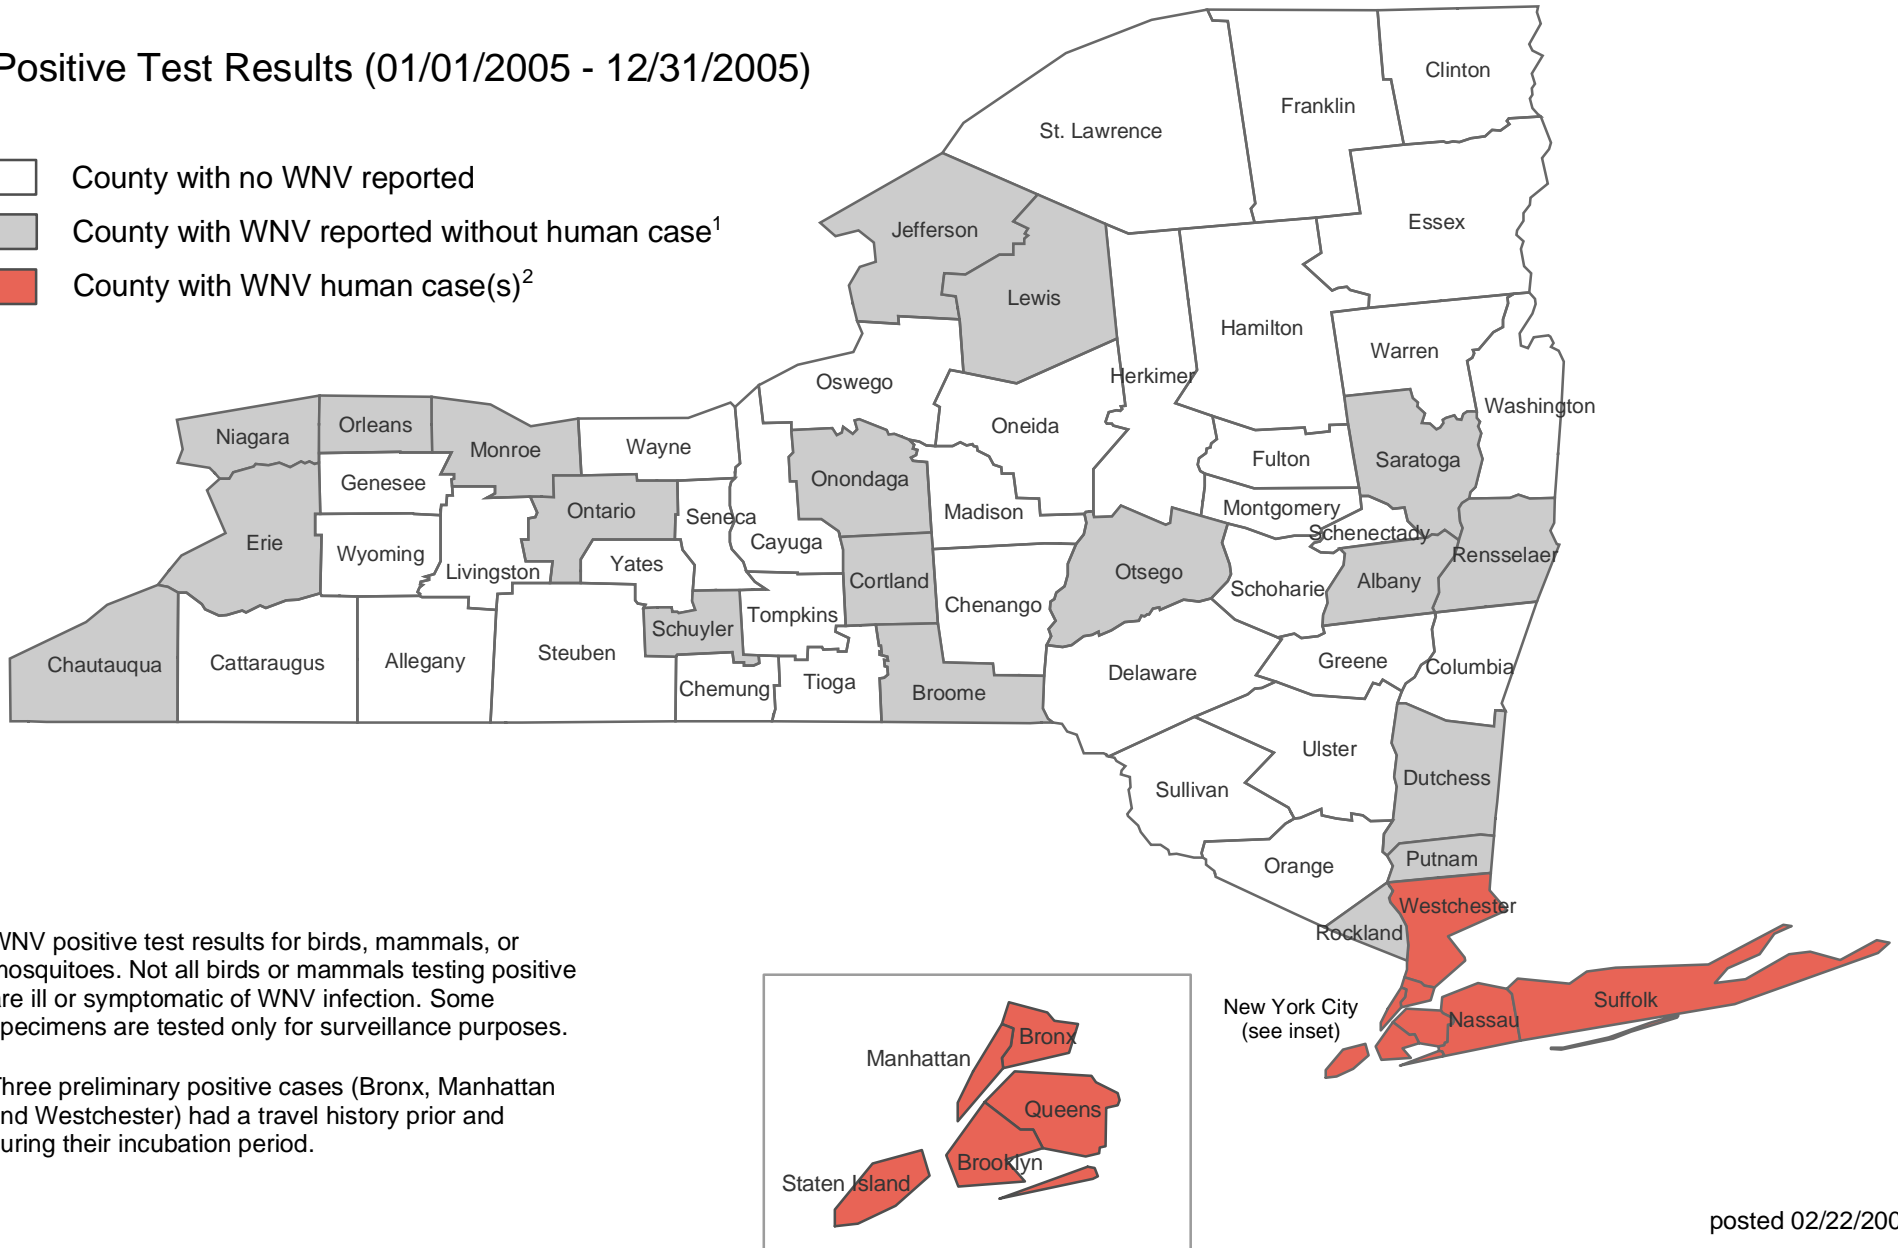 Positive Test Results (01/01/2005 - 12/31/2005)
County with no WNV reported
County with WNV reported without human case1
County with WNV human case(s)2
Clinton
Franklin
St. Lawrence
Essex
Jefferson
Lewis
Hamilton
Warren
Herkimer
Oswego
Washington
Oneida
Orleans
Niagara
Monroe
Wayne
Fulton
Saratoga
Genesee
Onondaga
Montgomery
Ontario
Seneca
Madison
Schenectady
Erie
Wyoming
Cayuga
Rensselaer
Yates
Livingston
Otsego
Albany
Cortland
Schoharie
Chenango
Tompkins
Schuyler
Chautauqua
Cattaraugus
Allegany
Steuben
Greene
Columbia
Delaware
Chemung
Tioga
Broome
Ulster
Dutchess
Sullivan
Putnam
Orange
Westchester
Rockland
WNV positive test results for birds, mammals, or
mosquitoes. Not all birds or mammals testing positive
are ill or symptomatic of WNV infection. Some
specimens are tested only for surveillance purposes.
Three preliminary positive cases (Bronx, Manhattan
and Westchester) had a travel history prior and
during their incubation period.
New York City
(see inset)
Suffolk
Nassau
Bronx
Manhattan
Queens
Brooklyn
Staten Island
posted 02/22/200